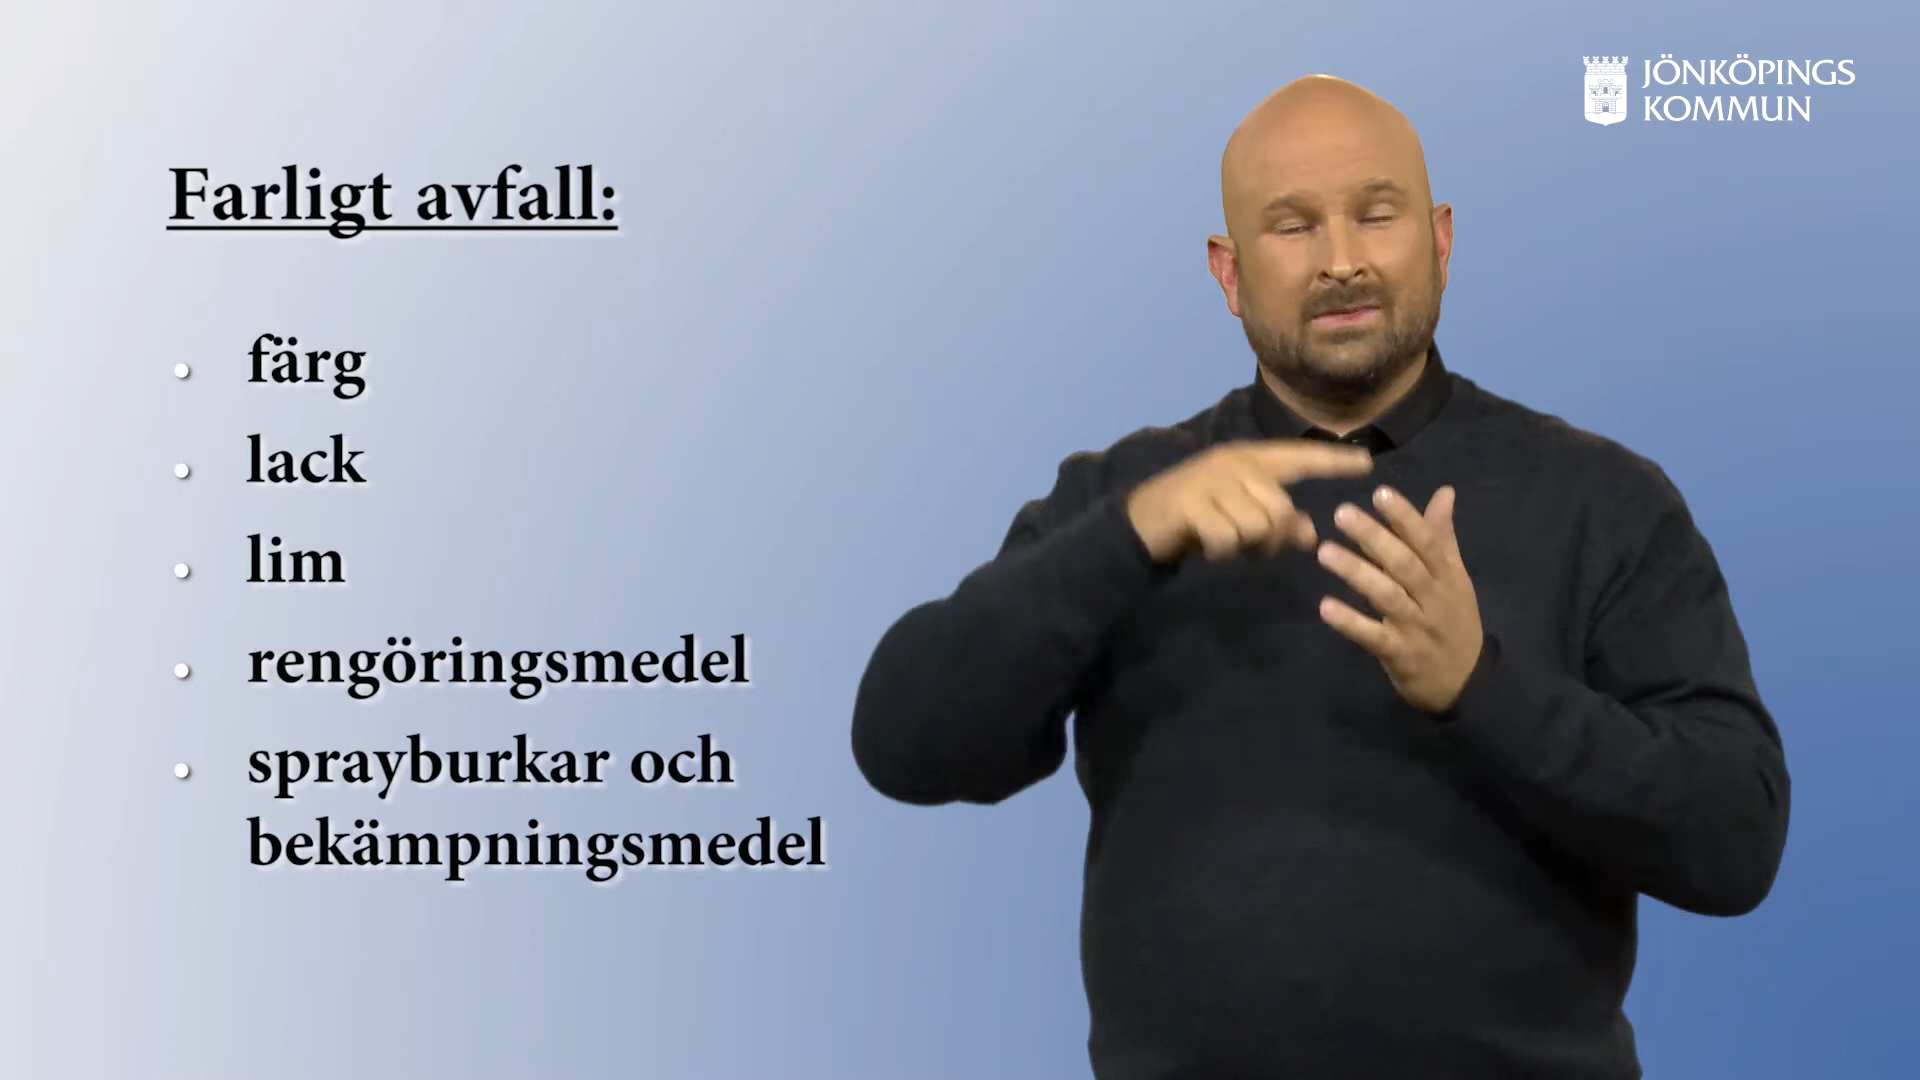 JÖNKÖPINGS
KOMMUN
Farligt avfall:
färg
lack
lim
rengöringsmedel
sprayburkar och
bekämpningsmedel